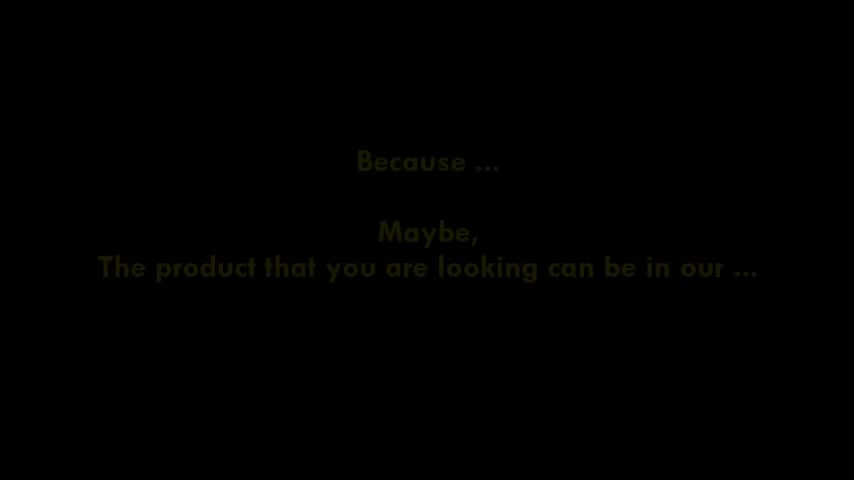 Because ...
Maybe,
The product that you are looking can be in our ...